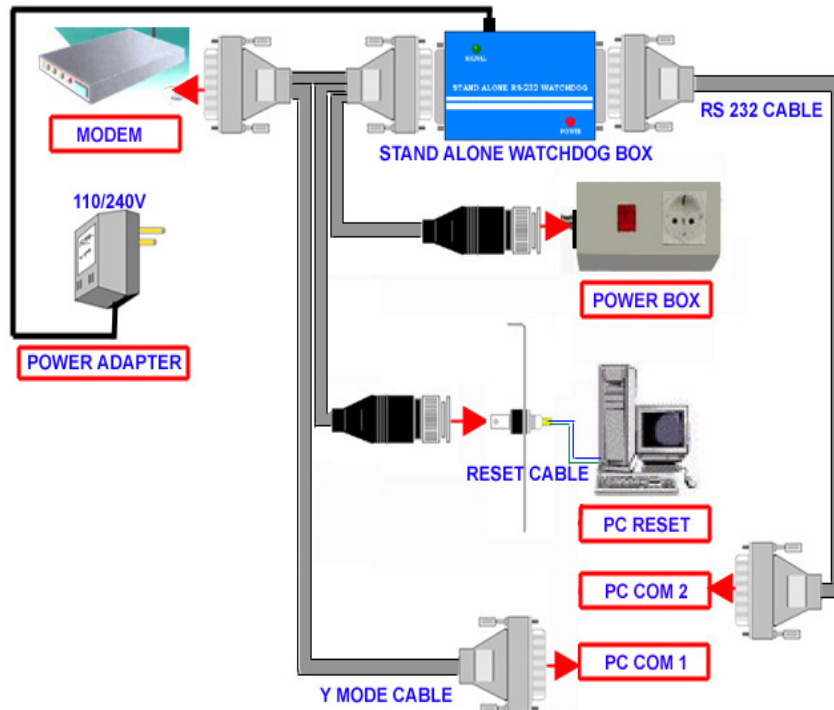 SIGNAL
STAND ALONE RS-232 WATCHDOG
POWER
RS 232 CABLE
MODEM
STAND ALONE WATCHDOG BOX
110/240V
POWER BOX
POWER ADAPTER
RESET CABLE
PC RESET
PC COM 2
PC COM 1
Y MODE CABLE